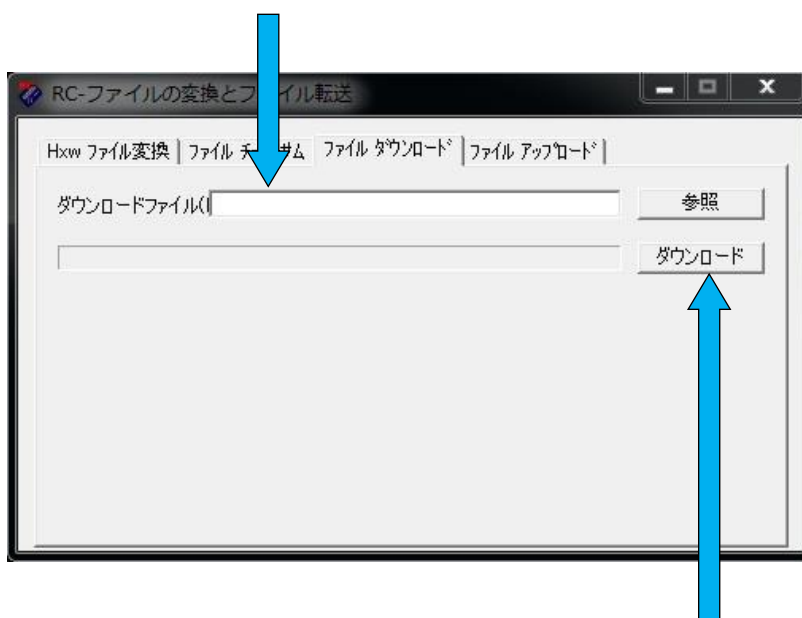 RC-ファイルの変換とファイル転送
Hxw ファイル変換
ファイル サム
ファイル ダウンロード
ファイル アップロード
ダウンロードファイル(I
参照
ダウンロード